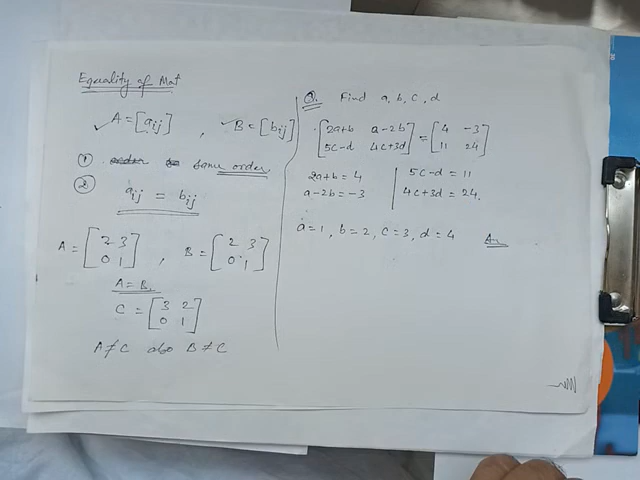 Equality of Mat
✓A = [aij] , ✓B = [bij]
① same order.
② aij = bij
A = [2 3
0 1] , B = [2 3
0 1]
A = B.
C = [3 2
0 1]
A ≠ C also B ≠ C
Q. Find a, b, c, d
[2a+b a-2b
5c-d 4c+3d] = [4 -3
11 24]
2a+b = 4 | 5c-d = 11
a-2b = -3 | 4c+3d = 24.
a=1, b=2, c=3, d=4